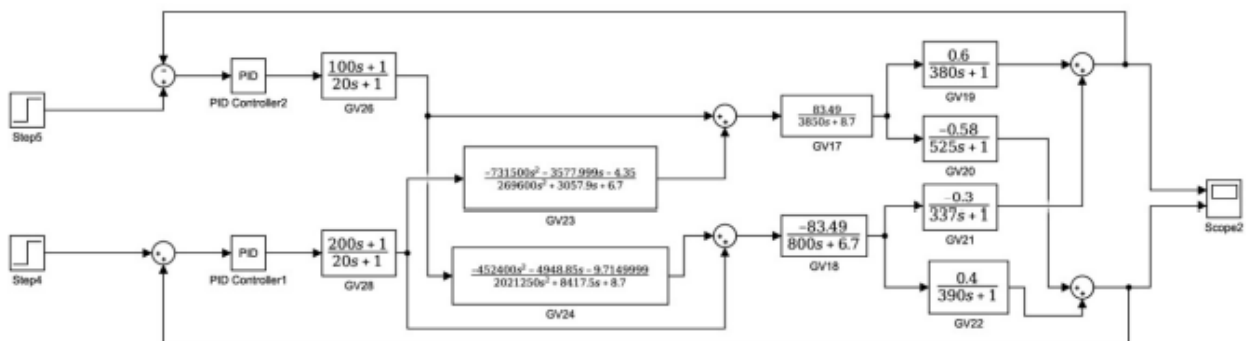 Step5
PID
PID Controller2
100s + 1
20s + 1
GV26
83.49
3850s + 8.7
GV17
0.6
380s + 1
GV19
−0.58
525s + 1
GV20
−731500s² − 3577.999s − 4.35
269600s² + 3057.9s + 6.7
GV23
−0.3
337s + 1
GV21
Scope2
Step4
PID
PID Controller1
200s + 1
20s + 1
GV28
−452400s² − 4948.85s − 9.7149999
2021250s² + 8417.5s + 8.7
GV24
−83.49
800s + 6.7
GV18
0.4
390s + 1
GV22